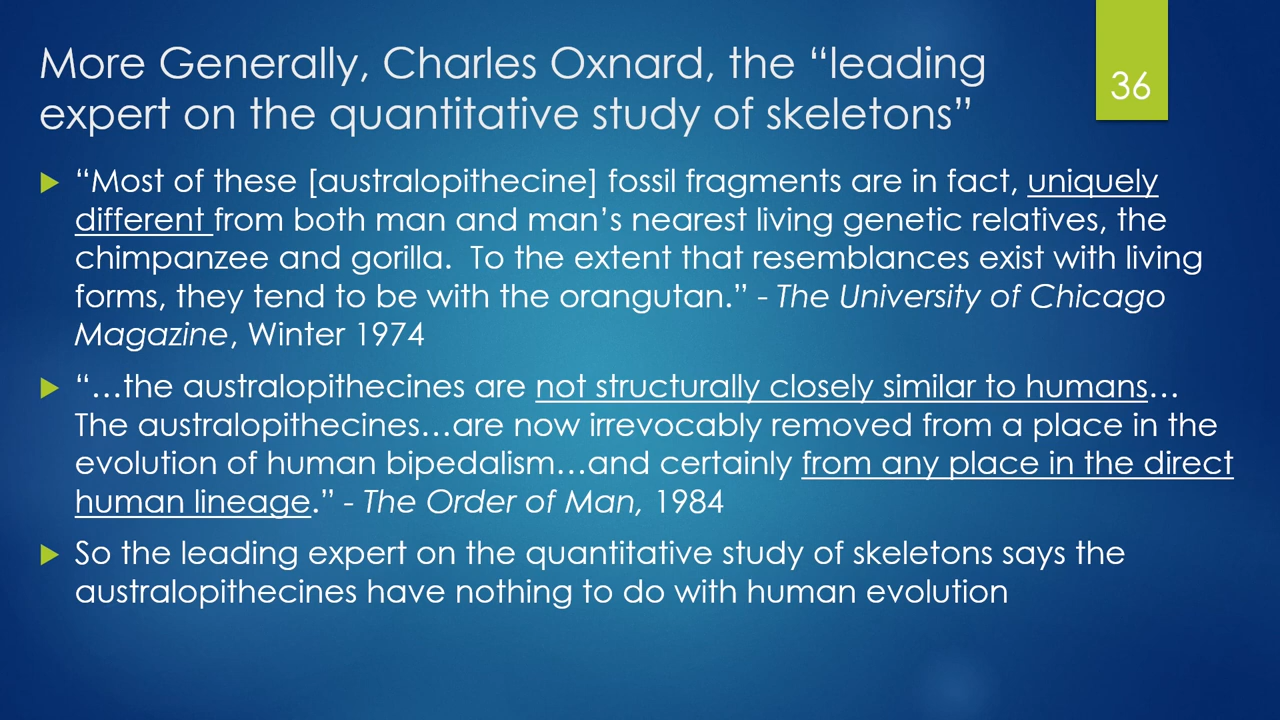 More Generally, Charles Oxnard, the “leading
expert on the quantitative study of skeletons”
36
“Most of these [australopithecine] fossil fragments are in fact, uniquely
different from both man and man’s nearest living genetic relatives, the
chimpanzee and gorilla.  To the extent that resemblances exist with living
forms, they tend to be with the orangutan.” - The University of Chicago
Magazine, Winter 1974
“…the australopithecines are not structurally closely similar to humans…
The australopithecines…are now irrevocably removed from a place in the
evolution of human bipedalism…and certainly from any place in the direct
human lineage.” - The Order of Man, 1984
So the leading expert on the quantitative study of skeletons says the
australopithecines have nothing to do with human evolution